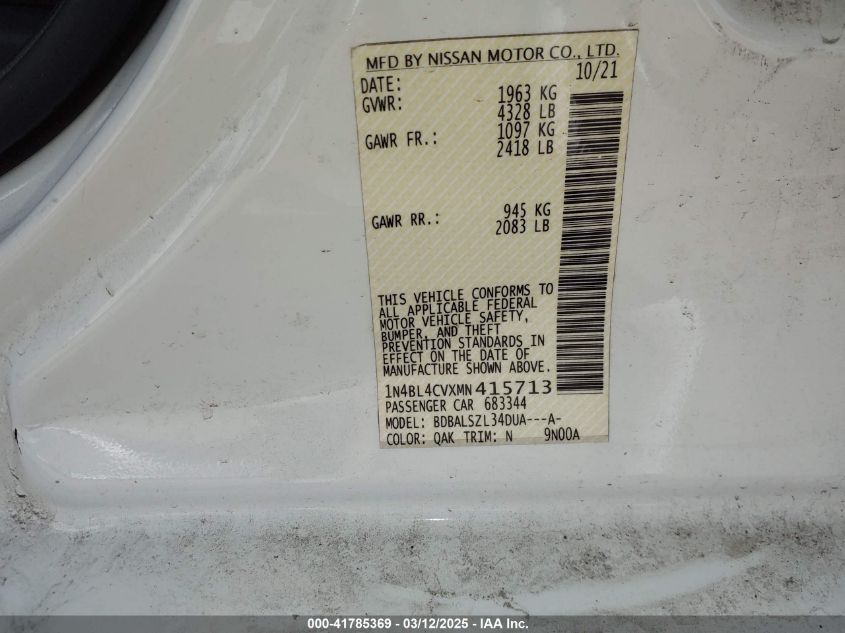 MFD BY NISSAN MOTOR CO., LTD.
DATE: 10/21
GVWR: 1963 KG
4328 LB
GAWR FR.: 1097 KG
2418 LB
GAWR RR.: 945 KG
2083 LB
THIS VEHICLE CONFORMS TO
ALL APPLICABLE FEDERAL
MOTOR VEHICLE SAFETY,
BUMPER, AND THEFT
PREVENTION STANDARDS IN
EFFECT ON THE DATE OF
MANUFACTURE SHOWN ABOVE.
1N4BL4CVXMN415713
PASSENGER CAR 683344
MODEL: BDBALSZL34DUA---A-
COLOR: QAK TRIM: N 9N00A
000-41785369 - 03/12/2025 - IAA Inc.